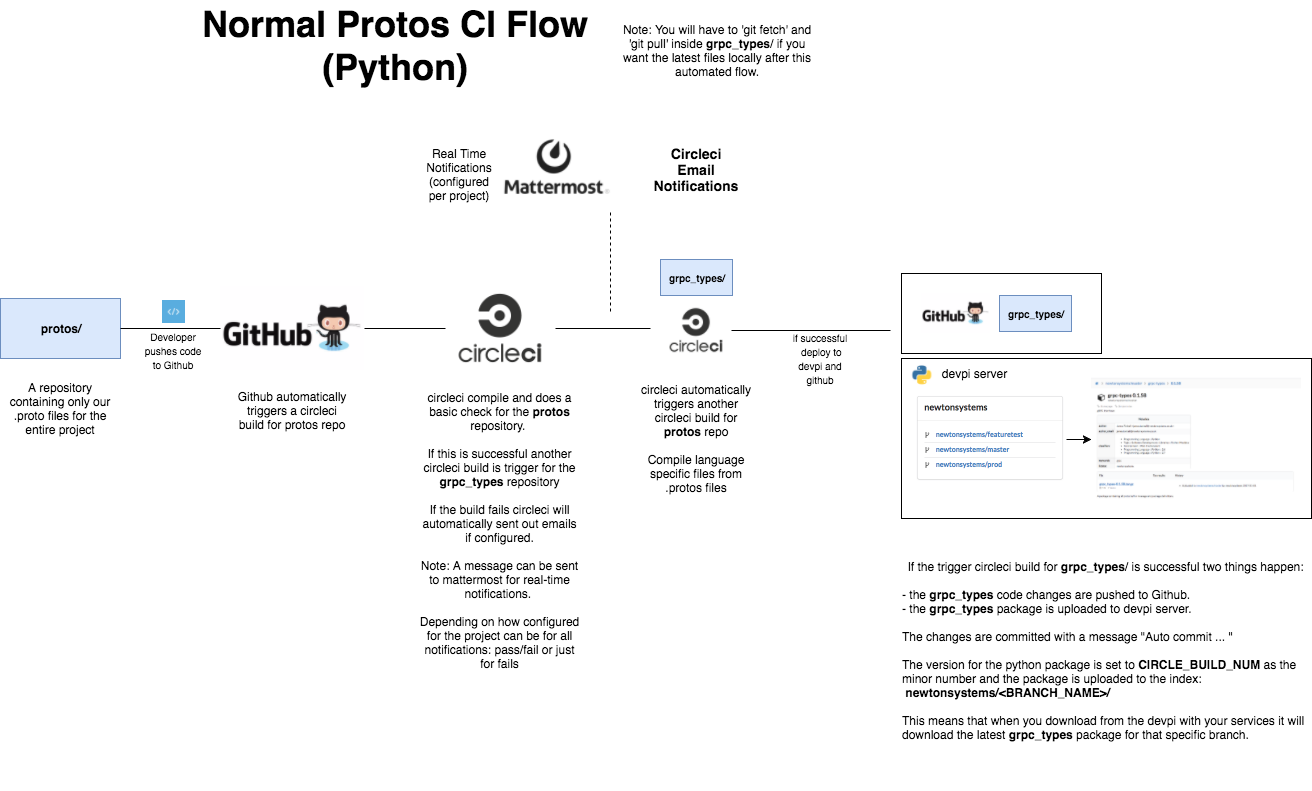 Normal Protos CI Flow
(Python)
Note: You will have to 'git fetch' and
'git pull' inside grpc_types/ if you
want the latest files locally after this
automated flow.
Real Time
Notifications
(configured
per project)
Mattermost
Circleci
Email
Notifications
protos/
</>
Developer
pushes code
to Github
GitHub
circleci
grpc_types/
circleci
if successful
deploy to
devpi and
github
GitHub
grpc_types/
A repository
containing only our
.proto files for the
entire project
Github automatically
triggers a circleci
build for protos repo
circleci compile and does a
basic check for the protos
repository.
If this is successful another
circleci build is trigger for the
grpc_types repository
If the build fails circleci will
automatically sent out emails
if configured.
Note: A message can be sent
to mattermost for real-time
notifications.
Depending on how configured
for the project can be for all
notifications: pass/fail or just
for fails
circleci automatically
triggers another
circleci build for
protos repo
Compile language
specific files from
.protos files
devpi server
newtonsystems
newtonsystems/featuretest
newtonsystems/master
newtonsystems/prod
grpc-types 0.1.58
If the trigger circleci build for grpc_types/ is successful two things happen:
- the grpc_types code changes are pushed to Github.
- the grpc_types package is uploaded to devpi server.
The changes are committed with a message "Auto commit ... "
The version for the python package is set to CIRCLE_BUILD_NUM as the
minor number and the package is uploaded to the index:
newtonsystems/<BRANCH_NAME>/
This means that when you download from the devpi with your services it will
download the latest grpc_types package for that specific branch.